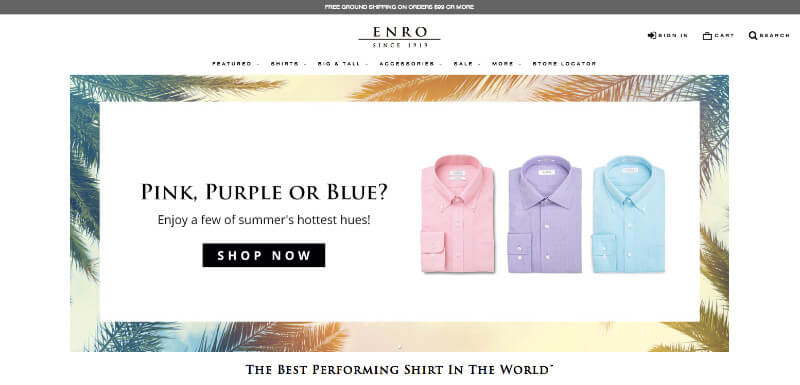 FREE GROUND SHIPPING ON ORDERS $99 OR MORE
ENRO
SINCE 1919
SIGN IN CART SEARCH
FEATURED SHIRTS BIG & TALL ACCESSORIES SALE MORE STORE LOCATOR
PINK, PURPLE OR BLUE?
Enjoy a few of summer's hottest hues!
SHOP NOW
THE BEST PERFORMING SHIRT IN THE WORLD™